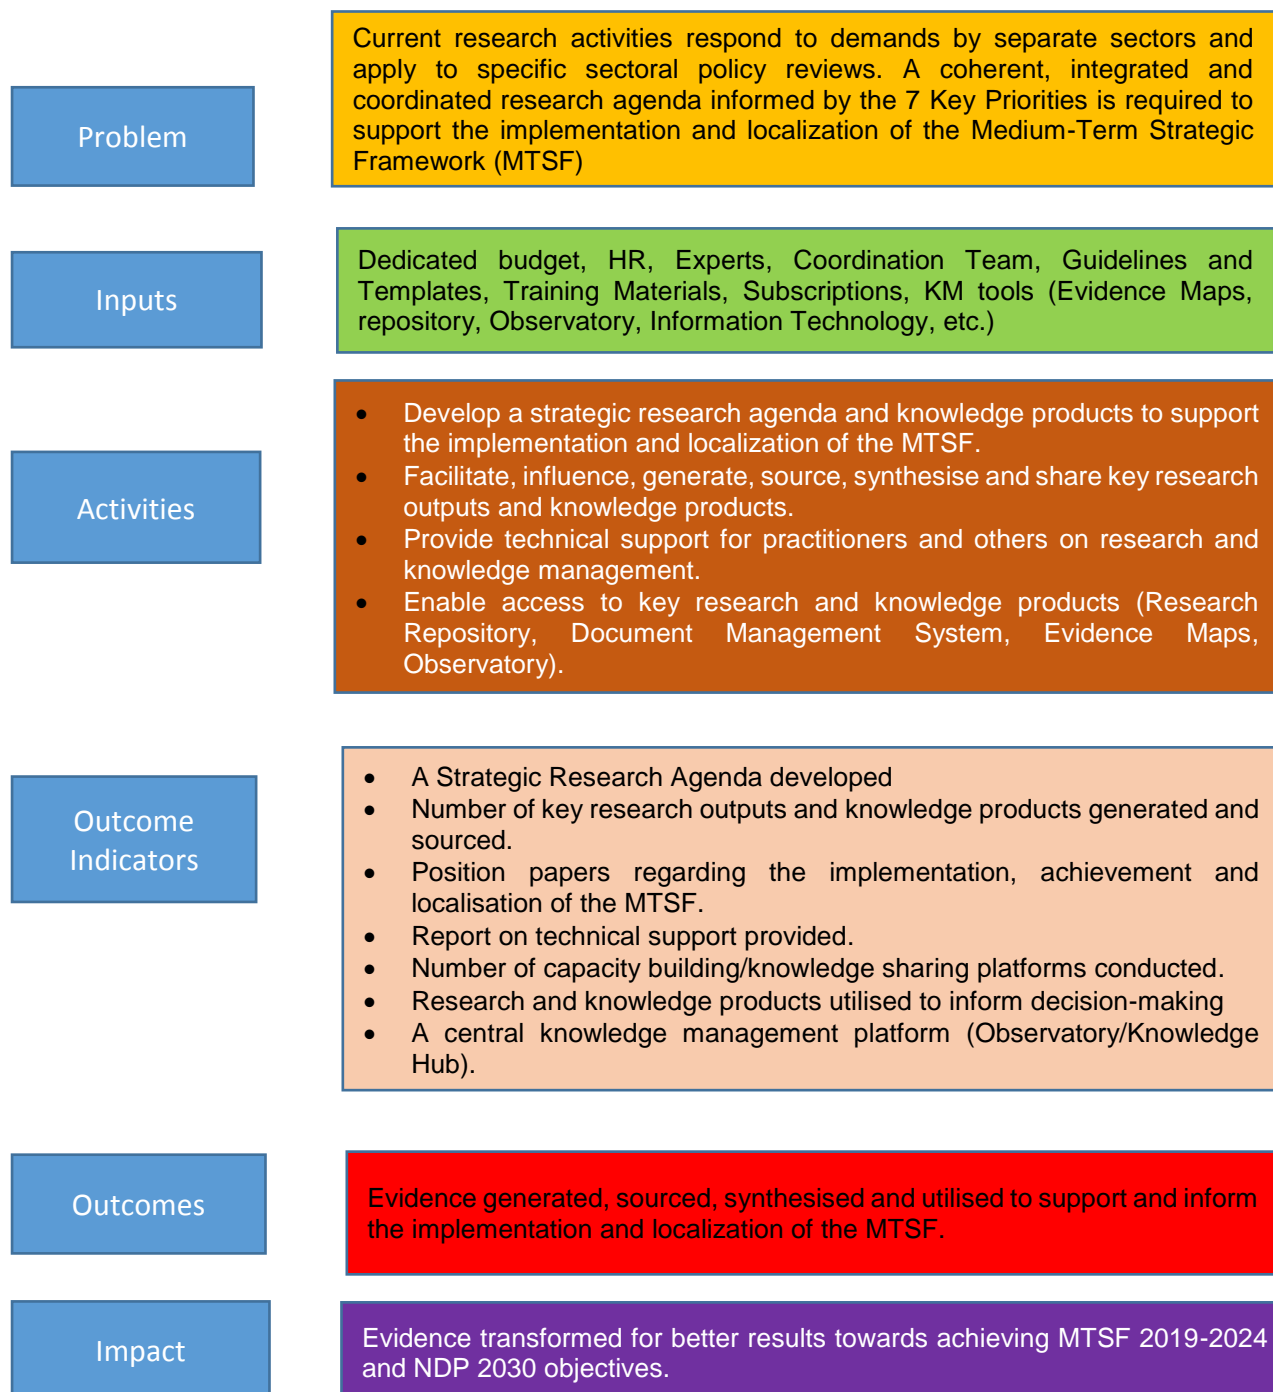 Problem
Current research activities respond to demands by separate sectors and
apply to specific sectoral policy reviews. A coherent, integrated and
coordinated research agenda informed by the 7 Key Priorities is required to
support the implementation and localization of the Medium-Term Strategic
Framework (MTSF)
Inputs
Dedicated budget, HR, Experts, Coordination Team, Guidelines and
Templates, Training Materials, Subscriptions, KM tools (Evidence Maps,
repository, Observatory, Information Technology, etc.)
Activities
• Develop a strategic research agenda and knowledge products to support
the implementation and localization of the MTSF.
• Facilitate, influence, generate, source, synthesise and share key research
outputs and knowledge products.
• Provide technical support for practitioners and others on research and
knowledge management.
• Enable access to key research and knowledge products (Research
Repository, Document Management System, Evidence Maps,
Observatory).
Outcome
Indicators
• A Strategic Research Agenda developed
• Number of key research outputs and knowledge products generated and
sourced.
• Position papers regarding the implementation, achievement and
localisation of the MTSF.
• Report on technical support provided.
• Number of capacity building/knowledge sharing platforms conducted.
• Research and knowledge products utilised to inform decision-making
• A central knowledge management platform (Observatory/Knowledge
Hub).
Outcomes
Evidence generated, sourced, synthesised and utilised to support and inform
the implementation and localization of the MTSF.
Impact
Evidence transformed for better results towards achieving MTSF 2019-2024
and NDP 2030 objectives.